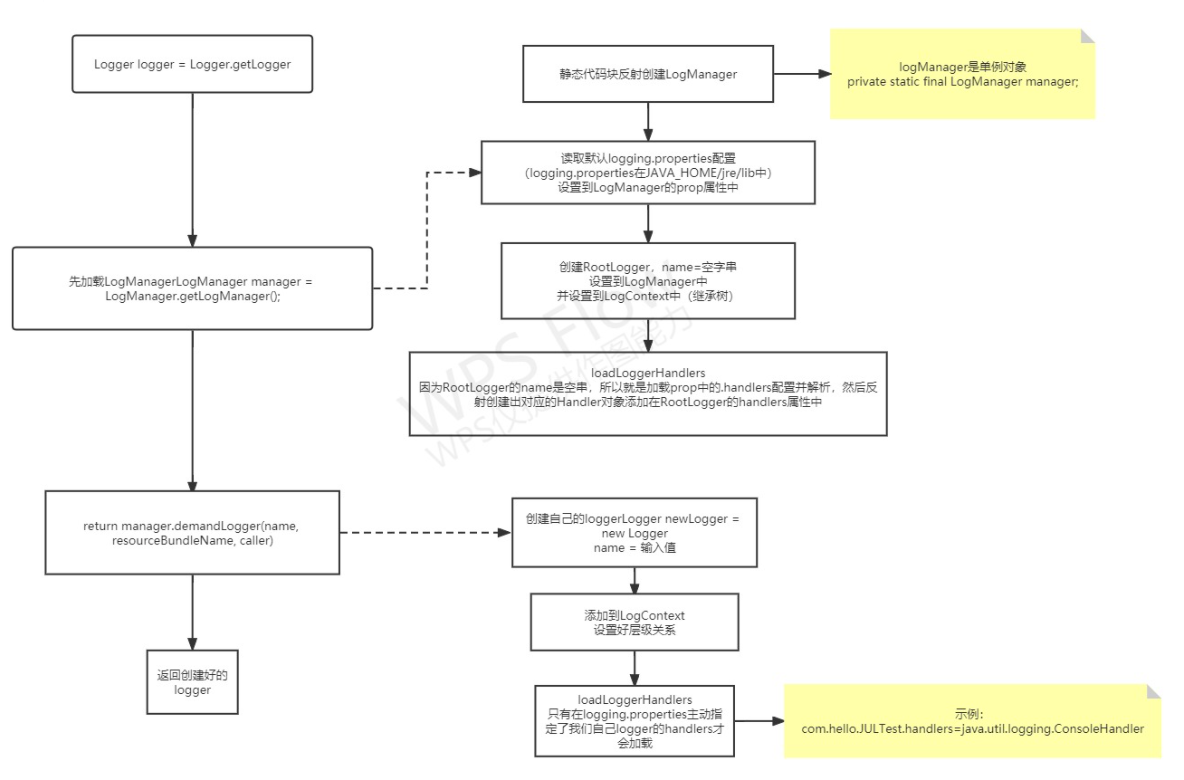 Logger logger = Logger.getLogger
先加载LogManagerLogManager manager =
LogManager.getLogManager();
return manager.demandLogger(name,
resourceBundleName, caller)
返回创建好的
logger
静态代码块反射创建LogManager
logManager是单例对象
private static final LogManager manager;
读取默认logging.properties配置
（logging.properties在JAVA_HOME/jre/lib中）
设置到LogManager的prop属性中
创建RootLogger，name=空字串
设置到LogManager中
并设置到LogContext中（继承树）
loadLoggerHandlers
因为RootLogger的name是空串，所以就是加载prop中的.handlers配置并解析，然后反
射创建出对应的Handler对象添加在RootLogger的handlers属性中
创建自己的loggerLogger newLogger =
new Logger
name = 输入值
添加到LogContext
设置好层级关系
loadLoggerHandlers
只有在logging.properties主动指
定了我们自己logger的handlers才
会加载
示例：
com.hello.JULTest.handlers=java.util.logging.ConsoleHandler
WPS Flow